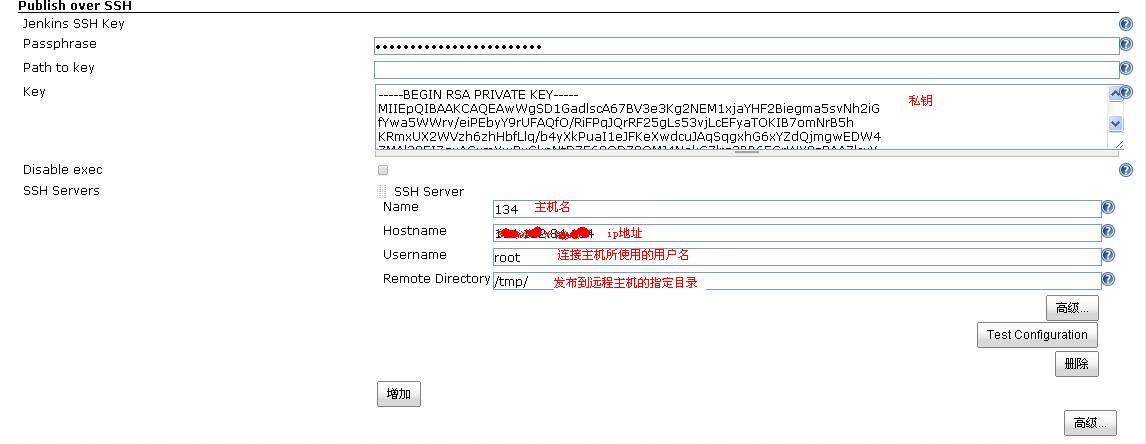 Publish over SSH
Jenkins SSH Key
Passphrase
Path to key
Key
-----BEGIN RSA PRIVATE KEY-----
MIIEpQIBAAKCAQEAwWgSD1GadlscA67BV3e3Kg2NEM1xjaYHF2Biegma5svNh2iG
fYwa5WWrv/eiPEbyY9rUFAQfO/RiFPqJQrRF25gLs53vjLcEFyaTOKIB7omNrB5h
KRmxUX2WVzh6zhHbfLlq/b4yXkPuaI1eJFKeXwdcuJAqSqgxhG6xYZdQjmgwEDW4
私钥
Disable exec
SSH Servers
SSH Server
Name 134 主机名
Hostname ip地址
Username root 连接主机所使用的用户名
Remote Directory /tmp/ 发布到远程主机的指定目录
高级...
Test Configuration
删除
增加
高级...